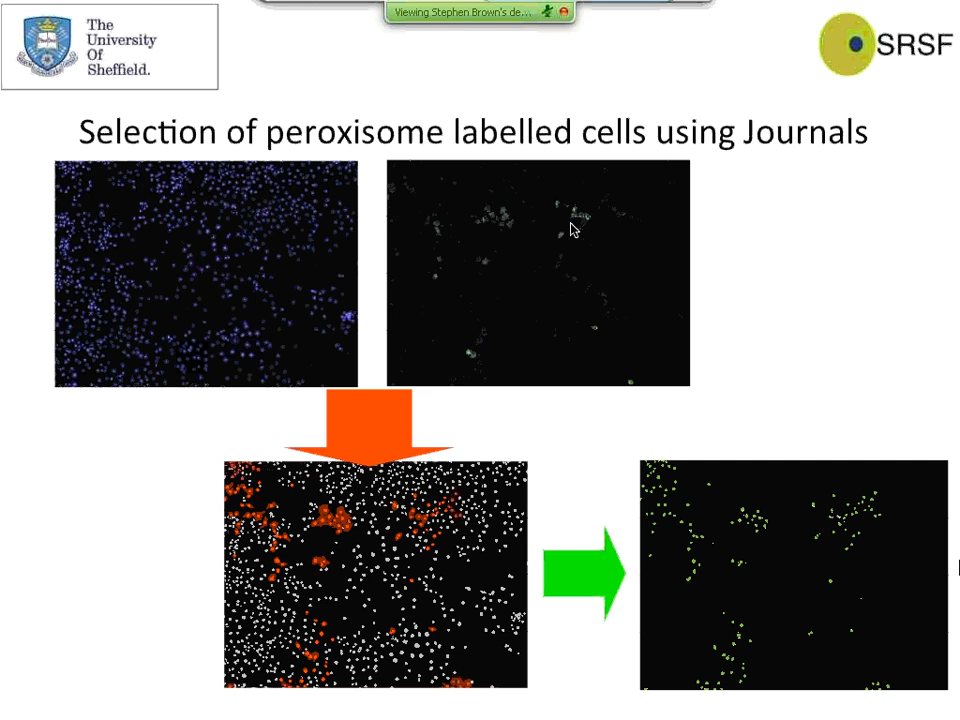 Viewing Stephen Brown's de...
The
University
Of
Sheffield.
SRSF
Selection of peroxisome labelled cells using Journals